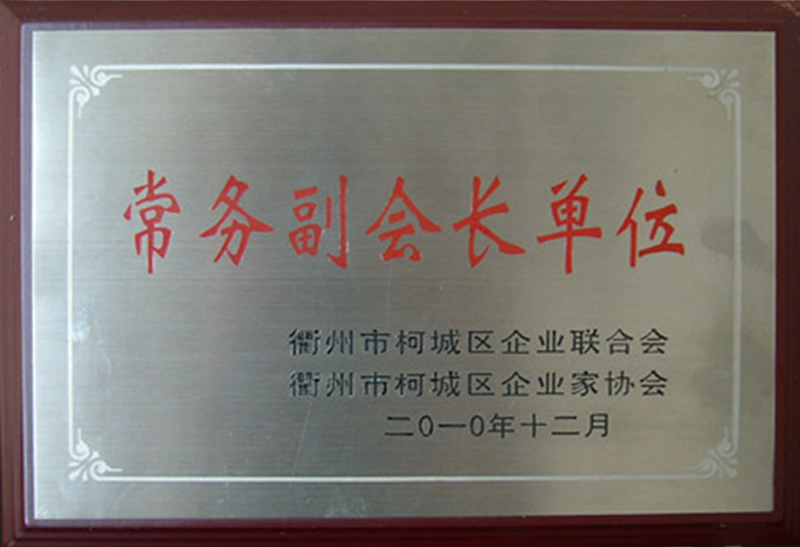 常务副会长单位
衢州市柯城区企业联合会
衢州市柯城区企业家协会
二0一0年十二月